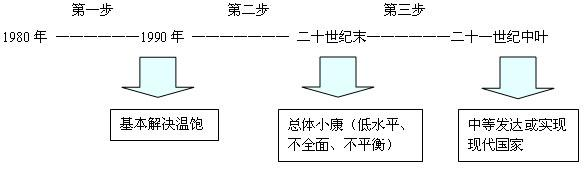 第一步 第二步 第三步
1980 年 ——————1990 年 —————— 二十世纪末——————二十一世纪中叶
基本解决温饱
总体小康（低水平、
不全面、不平衡）
中等发达或实现
现代国家